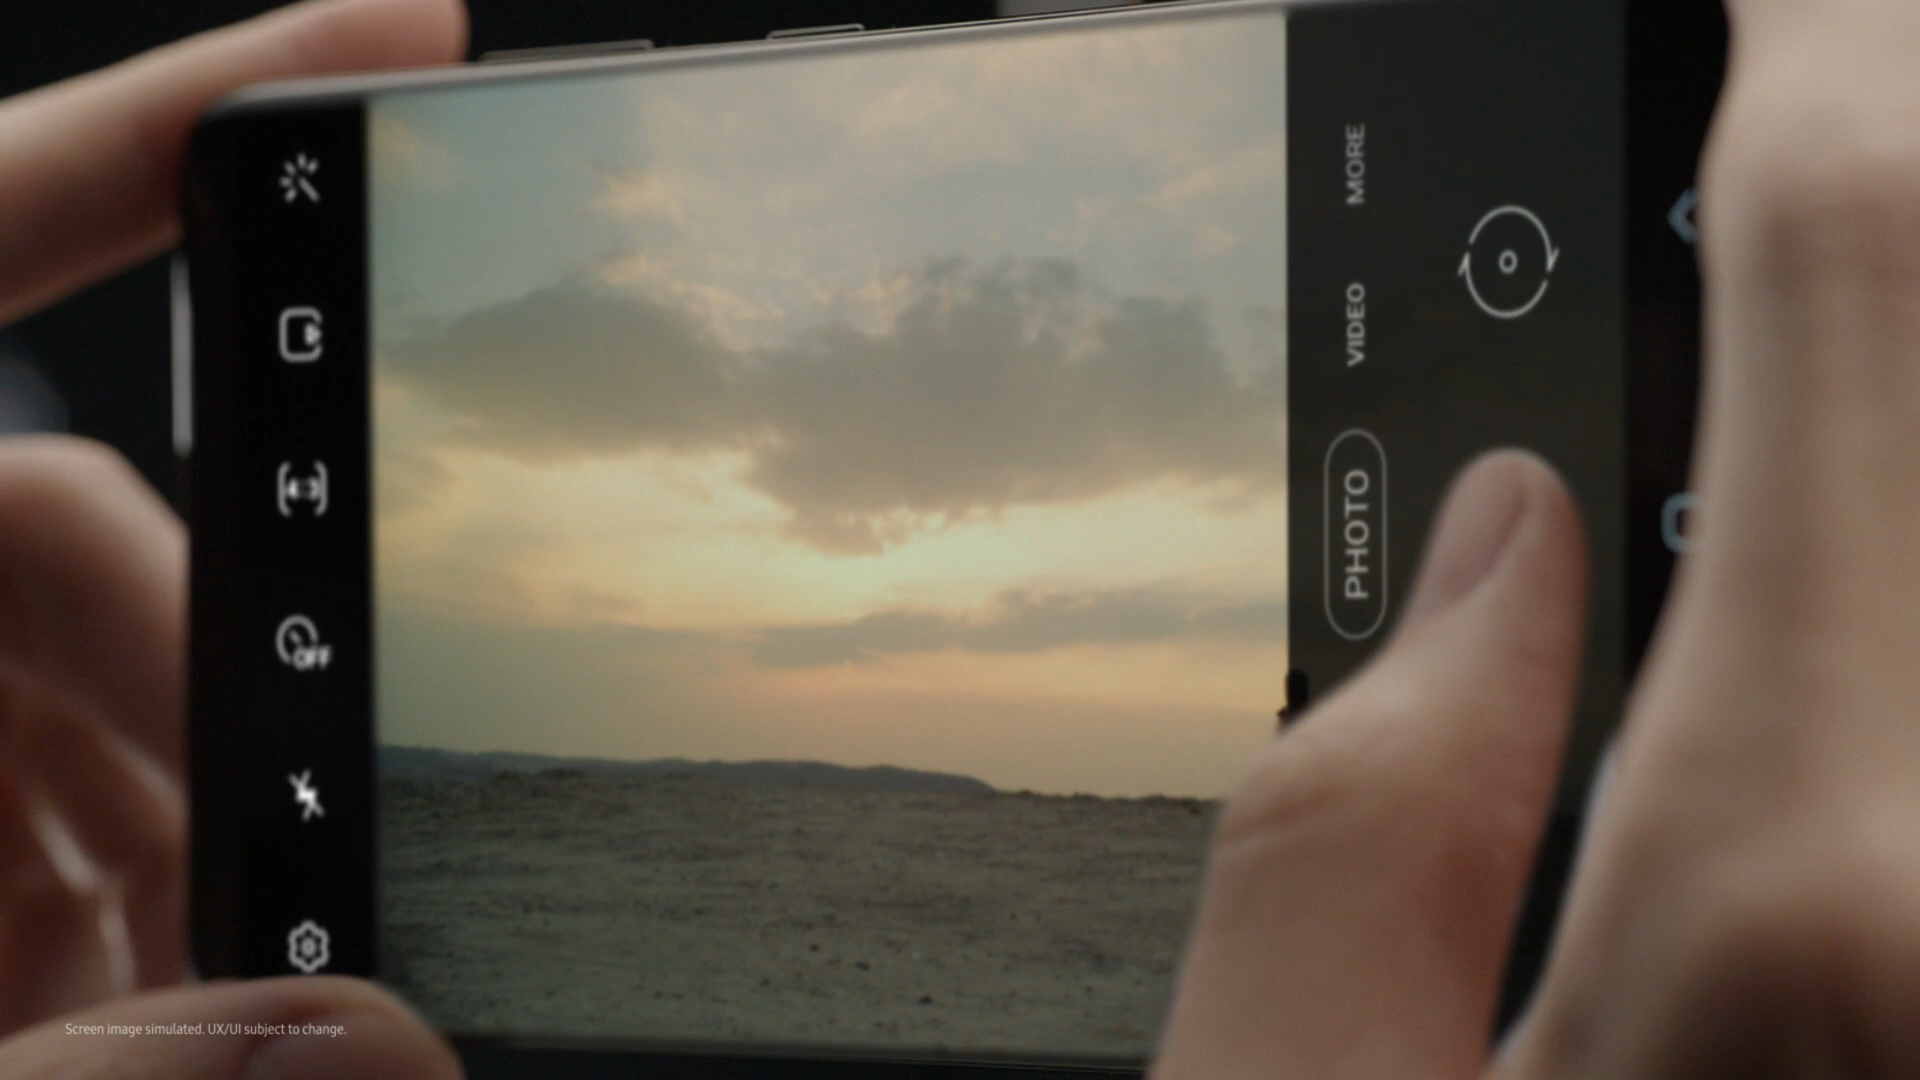 MORE
VIDEO
PHOTO
OFF
Screen image simulated. UX/UI subject to change.